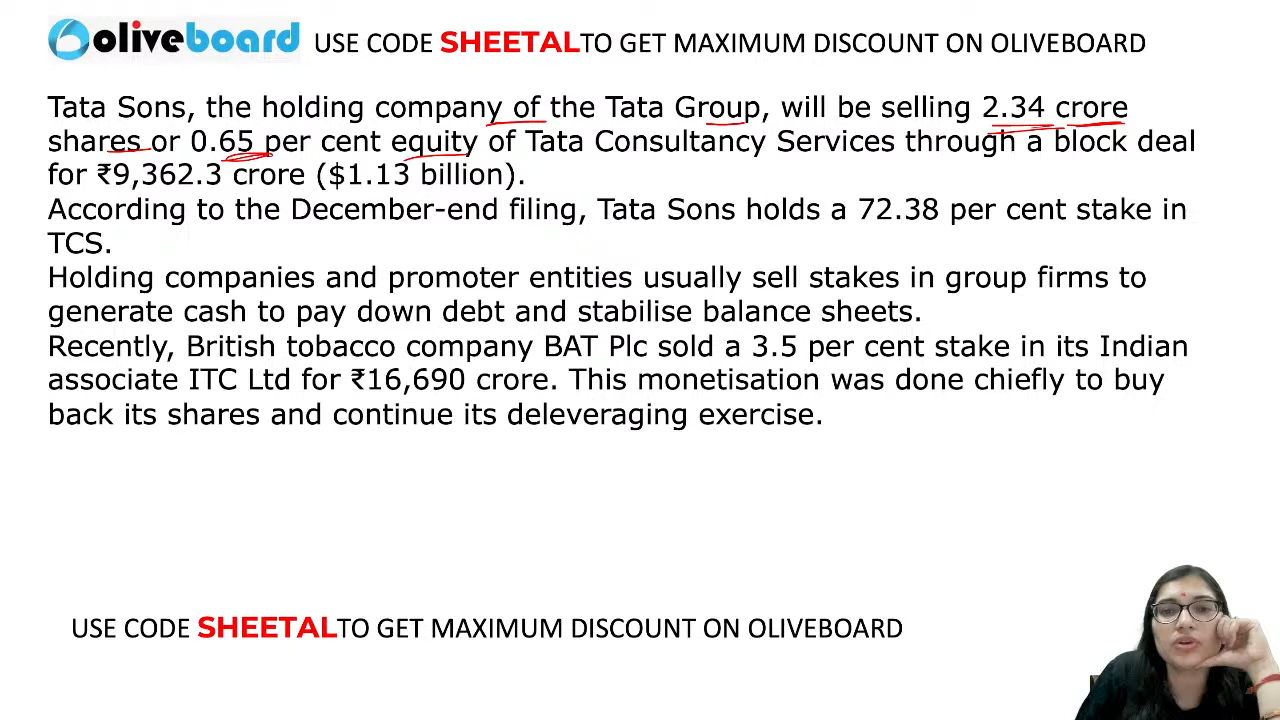 oliveboard USE CODE SHEETAL TO GET MAXIMUM DISCOUNT ON OLIVEBOARD
Tata Sons, the holding company of the Tata Group, will be selling 2.34 crore
shares or 0.65 per cent equity of Tata Consultancy Services through a block deal
for ₹9,362.3 crore ($1.13 billion).
According to the December-end filing, Tata Sons holds a 72.38 per cent stake in
TCS.
Holding companies and promoter entities usually sell stakes in group firms to
generate cash to pay down debt and stabilise balance sheets.
Recently, British tobacco company BAT Plc sold a 3.5 per cent stake in its Indian
associate ITC Ltd for ₹16,690 crore. This monetisation was done chiefly to buy
back its shares and continue its deleveraging exercise.
USE CODE SHEETAL TO GET MAXIMUM DISCOUNT ON OLIVEBOARD